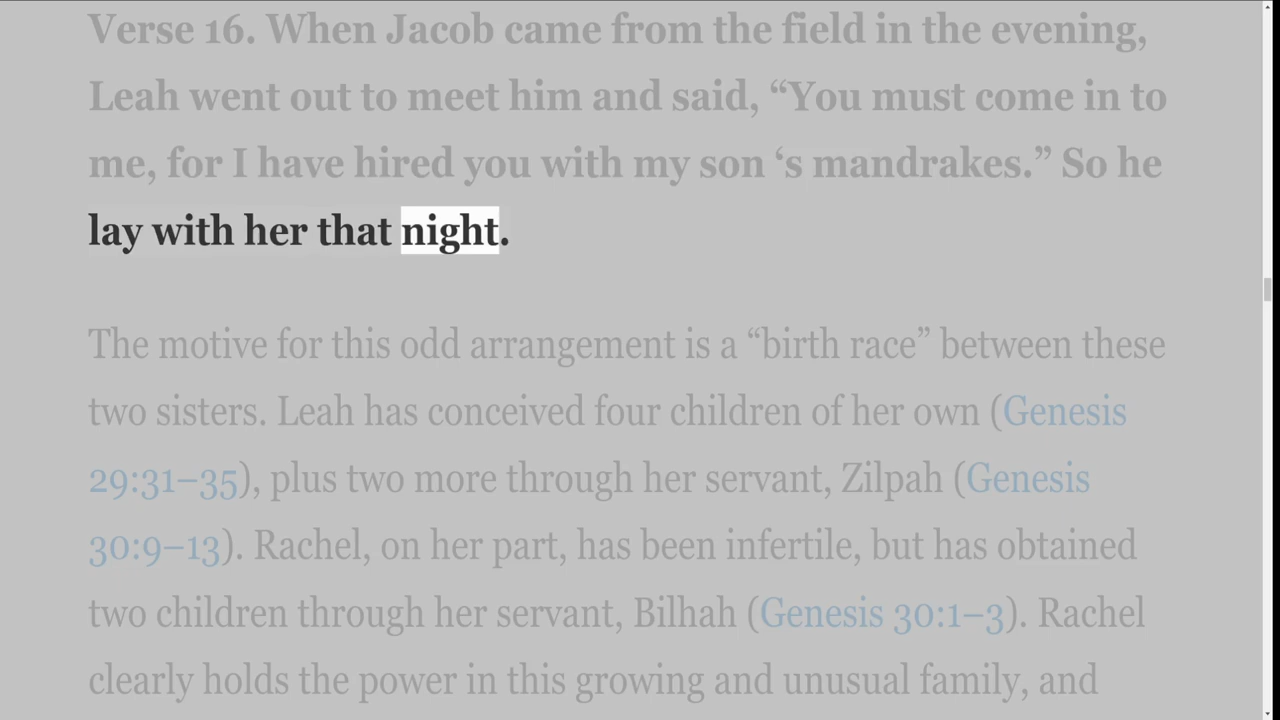 Verse 16. When Jacob came from the field in the evening,
Leah went out to meet him and said, “You must come in to
me, for I have hired you with my son ‘s mandrakes.” So he
lay with her that night.
The motive for this odd arrangement is a “birth race” between these
two sisters. Leah has conceived four children of her own (Genesis
29:31–35), plus two more through her servant, Zilpah (Genesis
30:9–13). Rachel, on her part, has been infertile, but has obtained
two children through her servant, Bilhah (Genesis 30:1–3). Rachel
clearly holds the power in this growing and unusual family, and